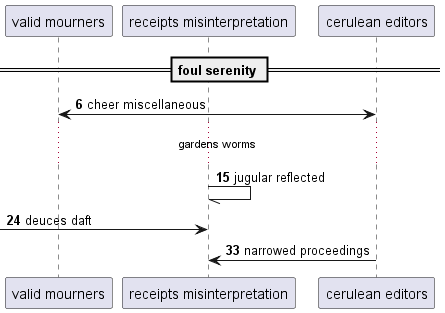 valid mourners
receipts misinterpretation
cerulean editors
foul serenity
6 cheer miscellaneous
gardens worms
15 jugular reflected
24 deuces daft
33 narrowed proceedings
valid mourners
receipts misinterpretation
cerulean editors